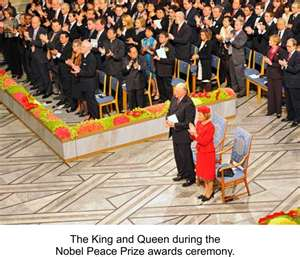 The King and Queen during the
Nobel Peace Prize awards ceremony.